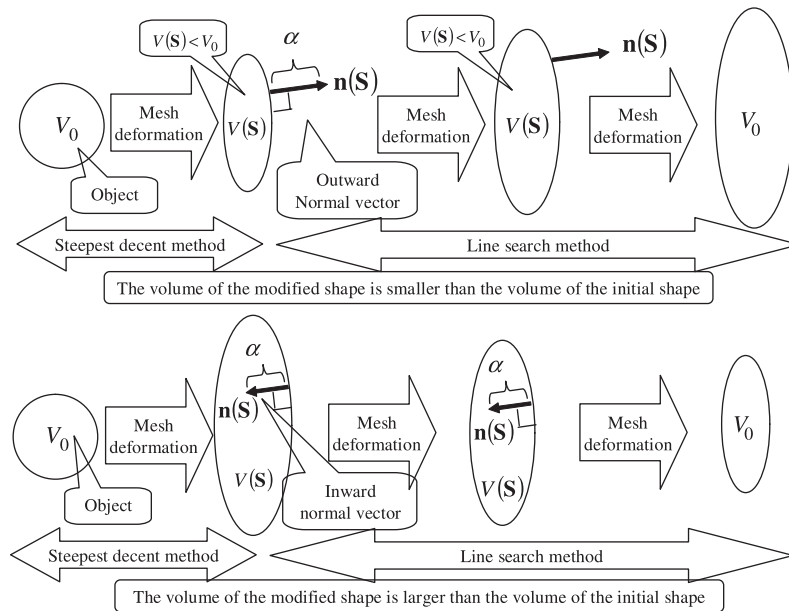 V(S)<V₀
α
n(S)
V(S)<V₀
n(S)
V₀
Mesh
deformation
V(S)
Mesh
deformation
V(S)
Mesh
deformation
V₀
Object
Outward
Normal vector
Steepest decent method
Line search method
The volume of the modified shape is smaller than the volume of the initial shape
α
n(S)
α
n(S)
V₀
Mesh
deformation
V(S)
Mesh
deformation
V(S)
Mesh
deformation
V₀
Object
Inward
normal vector
Steepest decent method
Line search method
The volume of the modified shape is larger than the volume of the initial shape